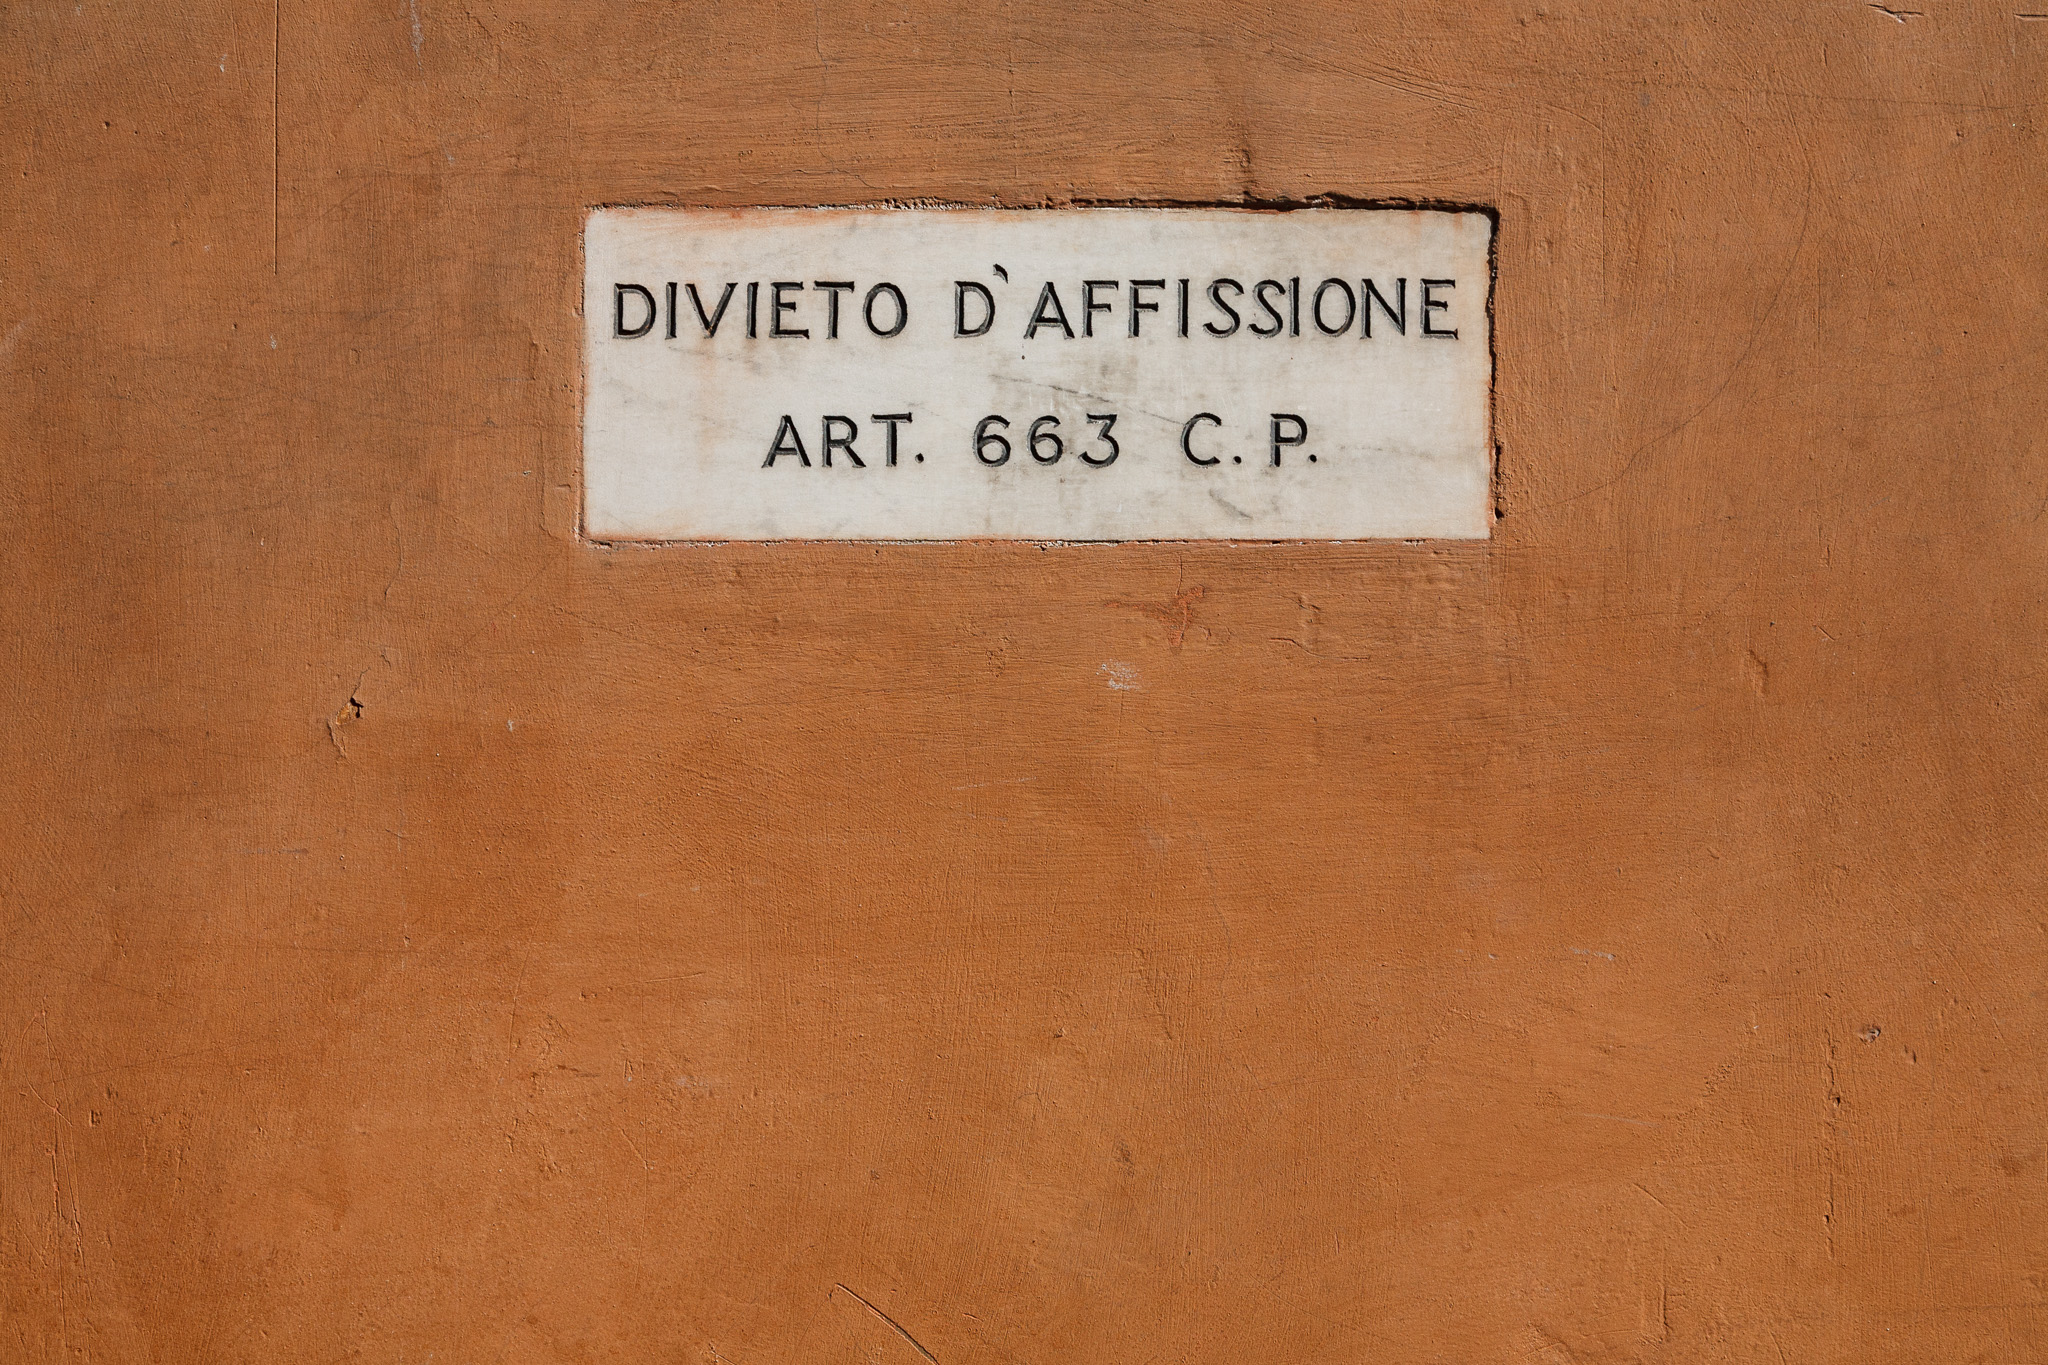 DIVIETO D'AFFISSIONE
ART. 663 C.P.